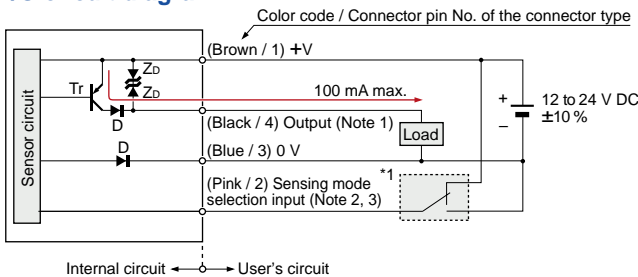 Color code / Connector pin No. of the connector type
(Brown / 1) +V
ZD
Tr
ZD
100 mA max.
+
12 to 24 V DC
±10 %
–
D
(Black / 4) Output (Note 1)
Load
Sensor circuit
D
(Blue / 3) 0 V
*1
(Pink / 2) Sensing mode
selection input (Note 2, 3)
Internal circuit
User's circuit